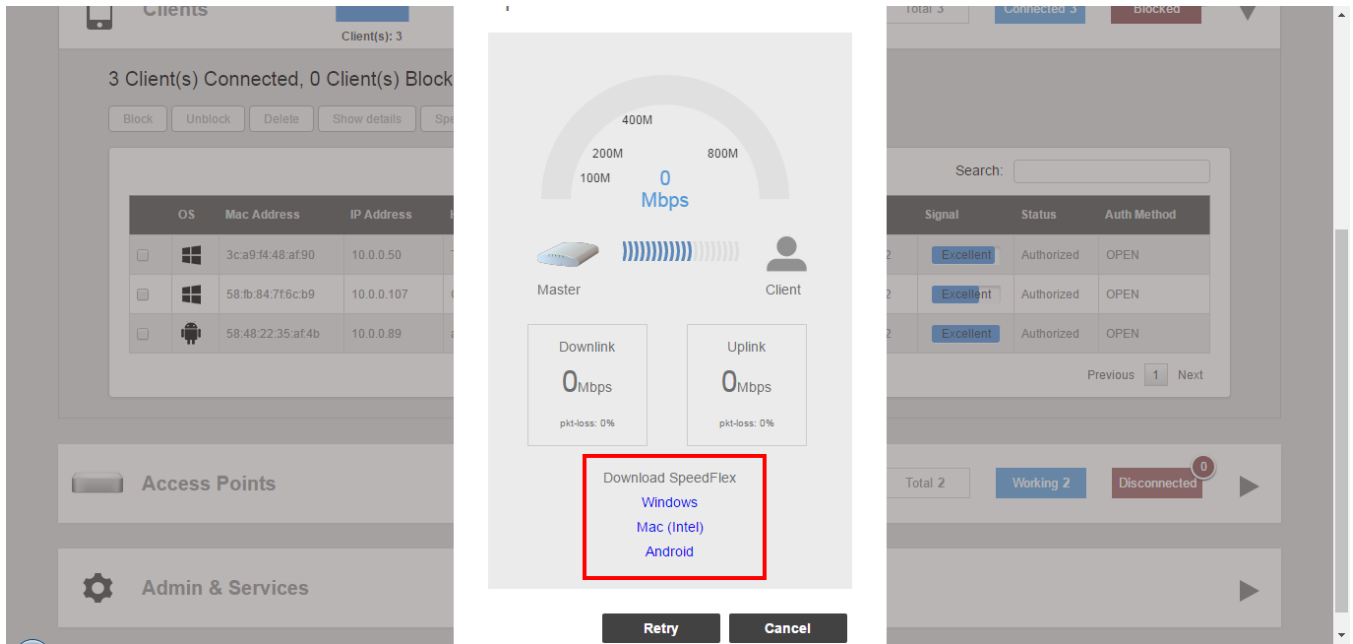 Clients
Client(s): 3
Total 3
Connected 3
Blocked
3 Client(s) Connected, 0 Client(s) Block
Block Unblock Delete Show details Spe
Search:
OS Mac Address IP Address Signal Status Auth Method
3c:a9:f4:48:af:90 10.0.0.50 2 Excellent Authorized OPEN
58:fb:84:7f:6c:b9 10.0.0.107 2 Excellent Authorized OPEN
58:48:22:35:af:4b 10.0.0.89 2 Excellent Authorized OPEN
Previous 1 Next
400M
200M 800M
100M 0
Mbps
Master Client
Downlink Uplink
0Mbps 0Mbps
pkt-loss: 0% pkt-loss: 0%
Download SpeedFlex
Windows
Mac (Intel)
Android
Access Points Total 2 Working 2 Disconnected 0
Admin & Services
Retry Cancel